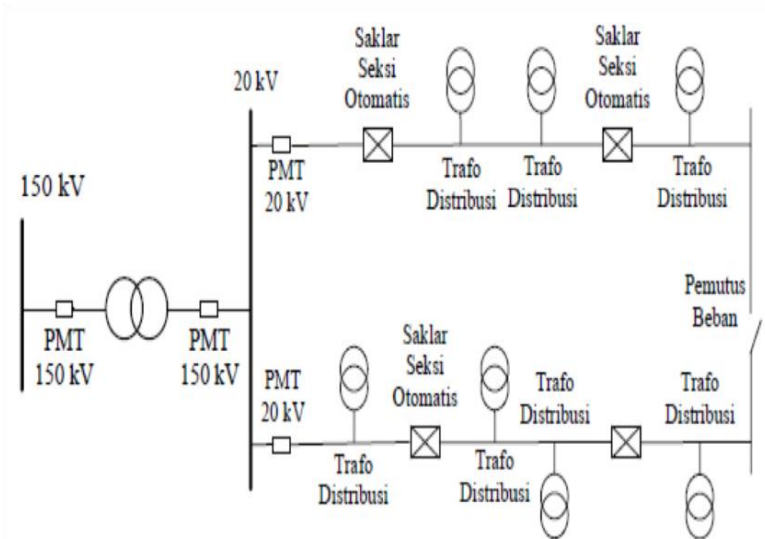 Saklar
Seksi
Otomatis
Saklar
Seksi
Otomatis
20 kV
PMT
20 kV
Trafo
Distribusi
Trafo
Distribusi
Trafo
Distribusi
150 kV
PMT
150 kV
PMT
150 kV
Pemutus
Beban
PMT
20 kV
Saklar
Seksi
Otomatis
Trafo
Distribusi
Trafo
Distribusi
Trafo
Distribusi
Trafo
Distribusi